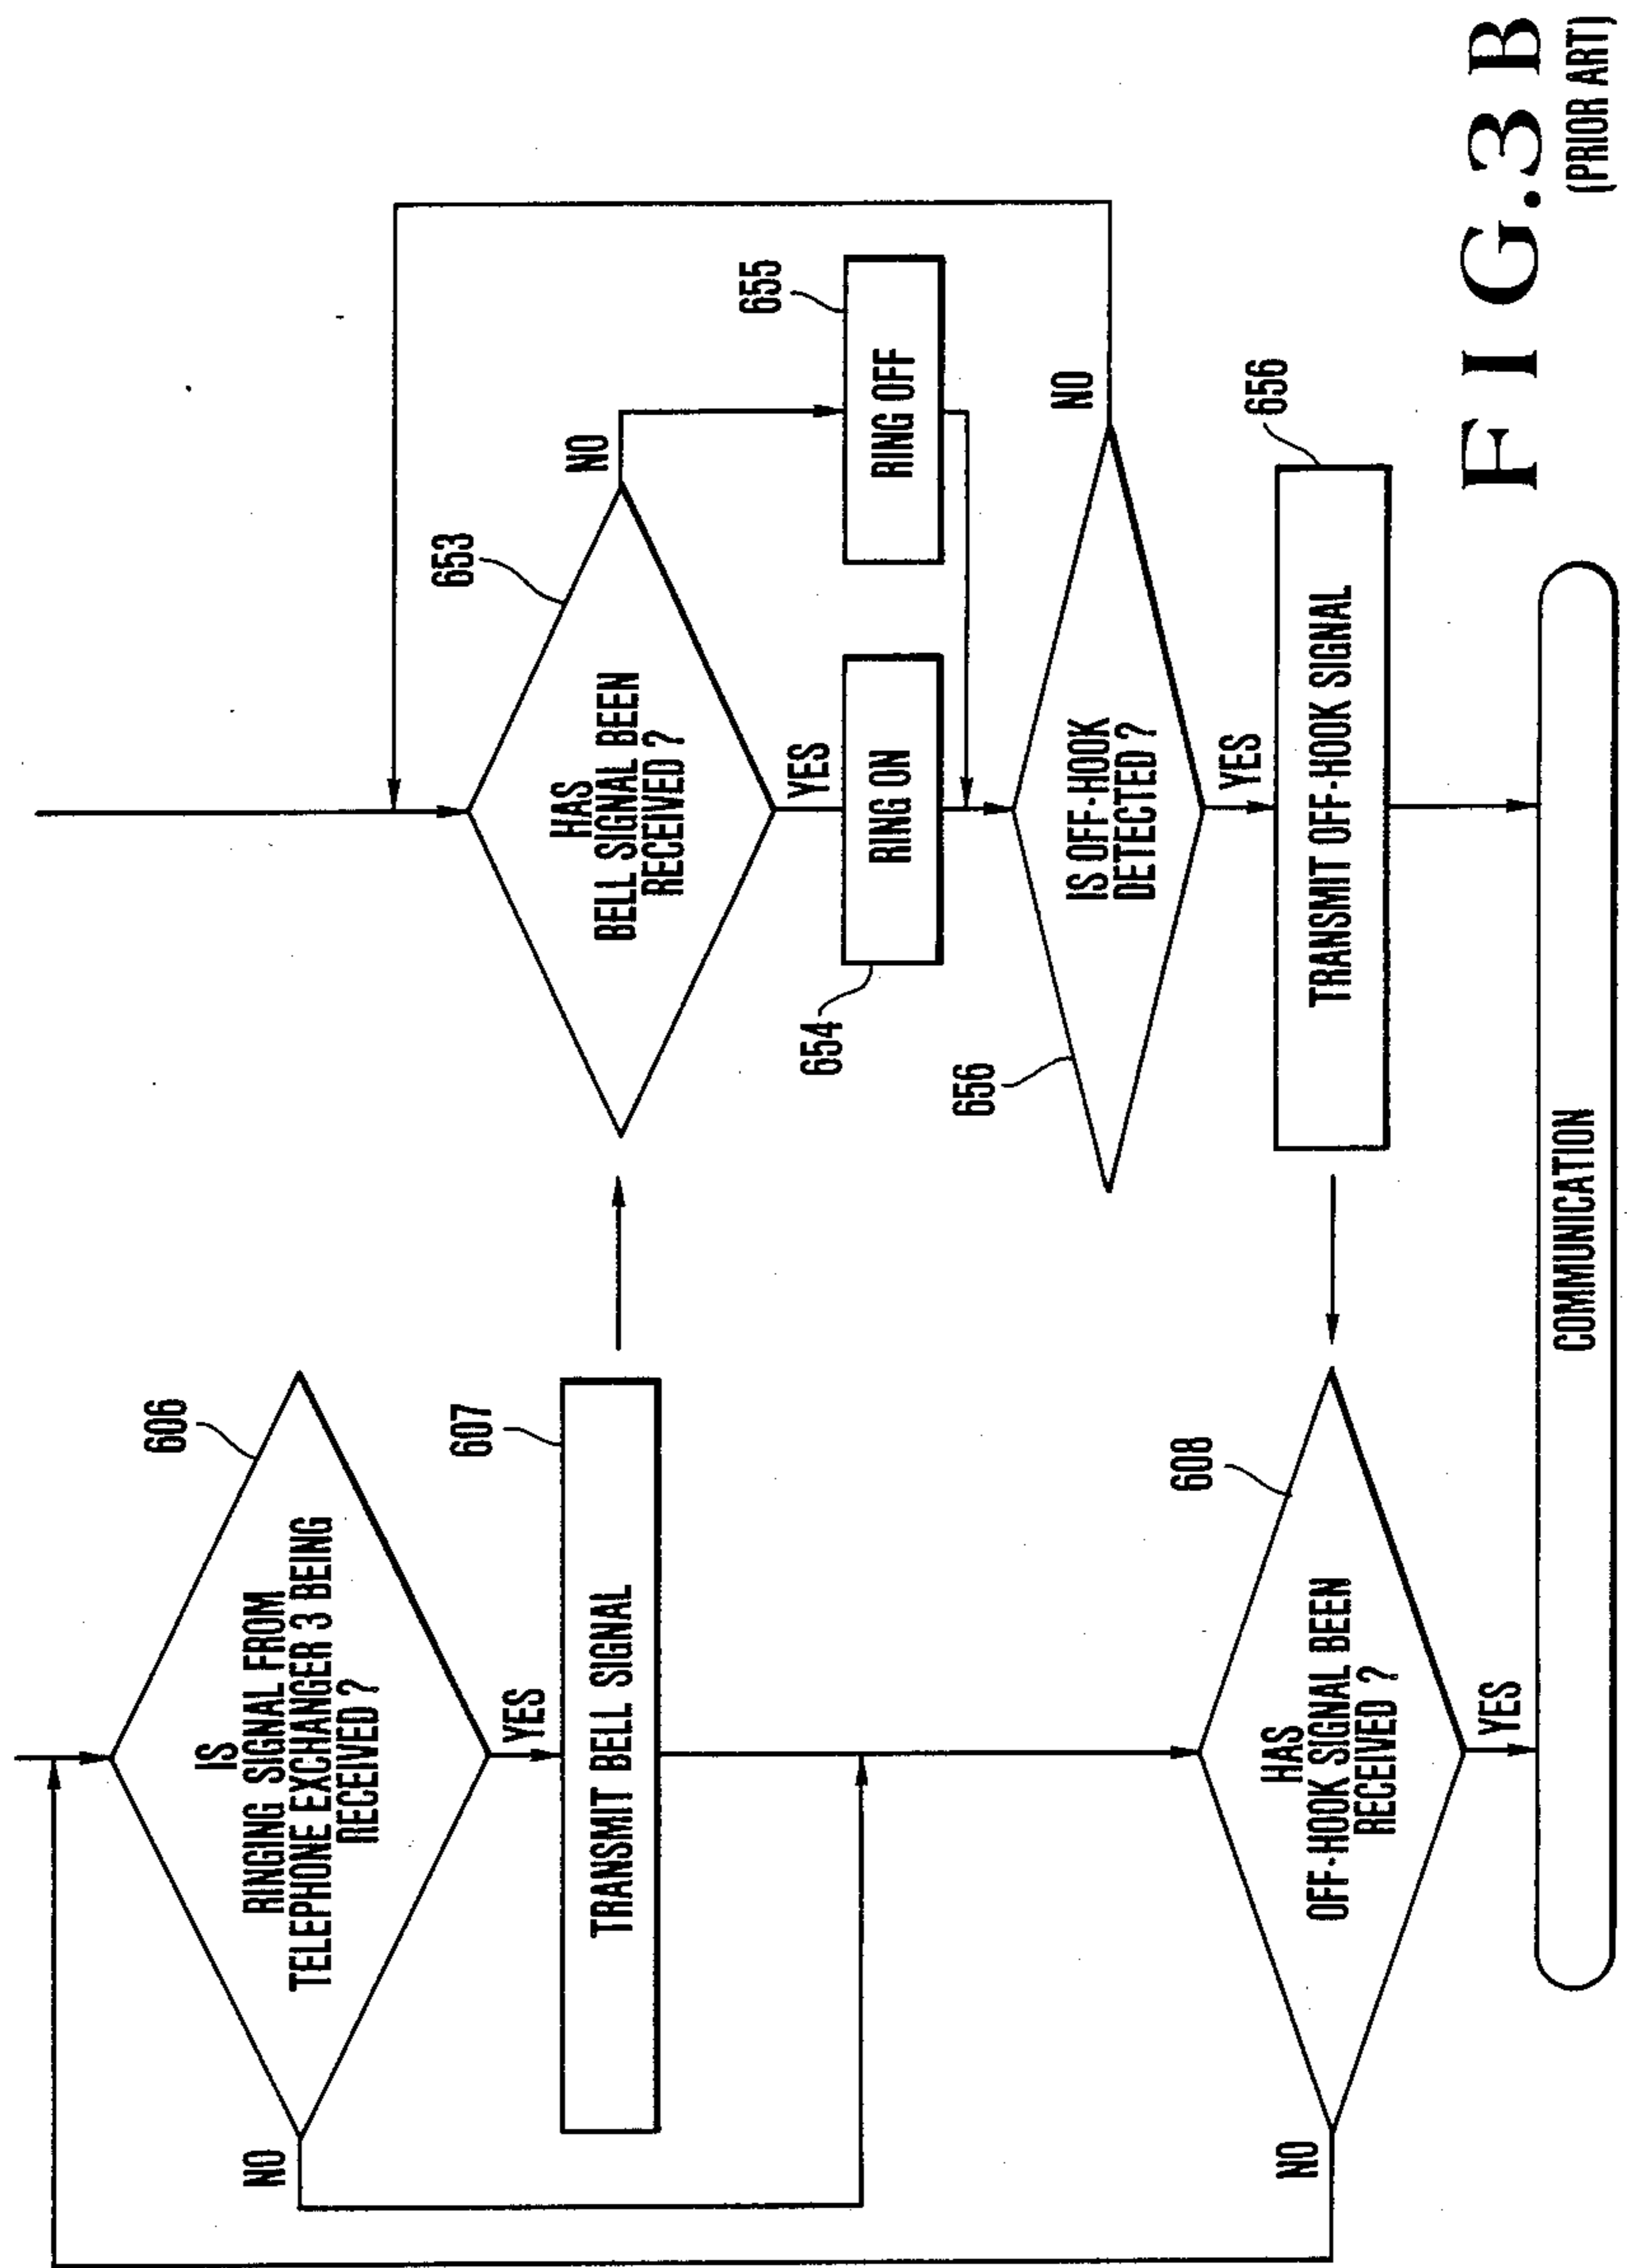 606
IS
RINGING SIGNAL FROM
TELEPHONE EXCHANGER 3 BEING
RECEIVED ?
NO
YES
607
TRANSMIT BELL SIGNAL
608
HAS
OFF-HOOK SIGNAL BEEN
RECEIVED ?
NO
YES
653
HAS
BELL SIGNAL BEEN
RECEIVED ?
NO
YES
654
RING ON
655
RING OFF
656
IS OFF-HOOK
DETECTED ?
NO
YES
656
TRANSMIT OFF-HOOK SIGNAL
COMMUNICATION
FIG.3B
(PRIOR ART)